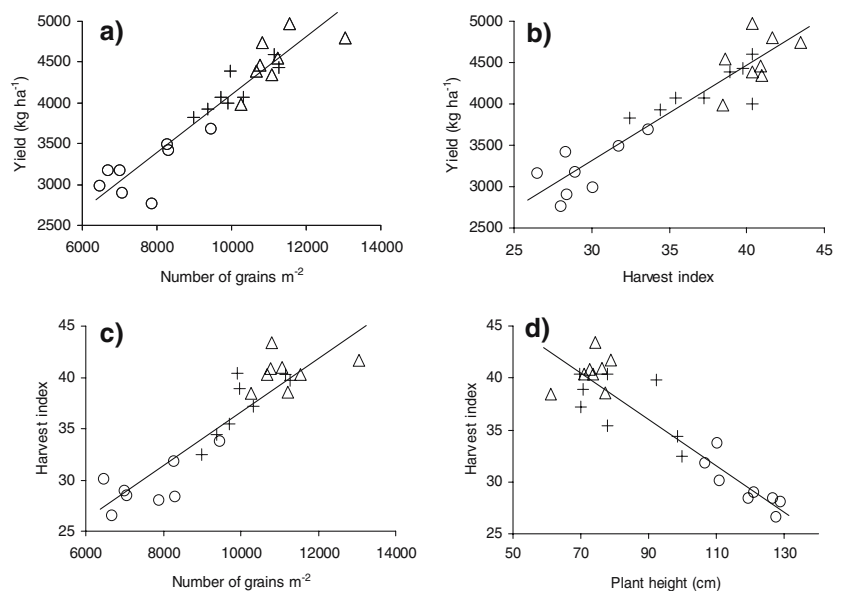 a)
5000
4500
4000
3500
3000
2500
Yield (kg ha⁻¹)
6000 8000 10000 12000 14000
Number of grains m⁻²
b)
5000
4500
4000
3500
3000
2500
Yield (kg ha⁻¹)
25 30 35 40 45
Harvest index
c)
45
40
35
30
25
Harvest index
6000 8000 10000 12000 14000
Number of grains m⁻²
d)
45
40
35
30
25
Harvest index
50 70 90 110 130
Plant height (cm)